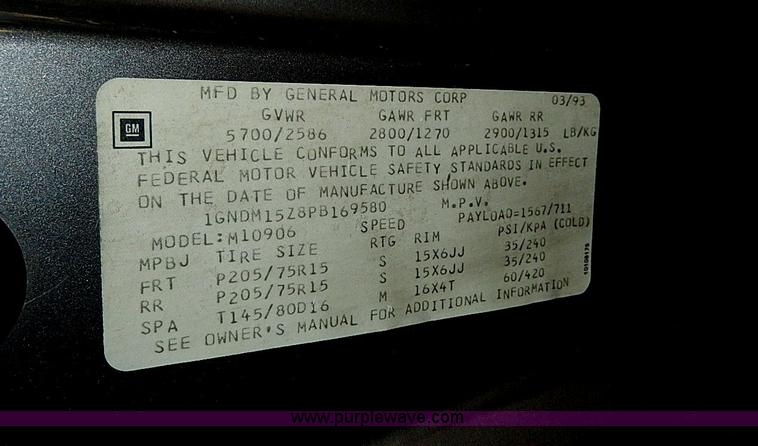 MFD BY GENERAL MOTORS CORP 03/93
GM
GVWR GAWR FRT GAWR RR
5700/2586 2800/1270 2900/1315 LB/KG
THIS VEHICLE CONFORMS TO ALL APPLICABLE U.S.
FEDERAL MOTOR VEHICLE SAFETY STANDARDS IN EFFECT
ON THE DATE OF MANUFACTURE SHOWN ABOVE.
1GNDM15Z8PB169580 M.P.V.
MODEL:M10906 SPEED PAYLOAD=1567/711
MPBJ TIRE SIZE RTG RIM PSI/KPA (COLD)
FRT P205/75R15 S 15X6JJ 35/240
RR P205/75R15 S 15X6JJ 35/240
SPA T145/80D16 M 16X4T 60/420
SEE OWNER'S MANUAL FOR ADDITIONAL INFORMATION
www.purplewave.com